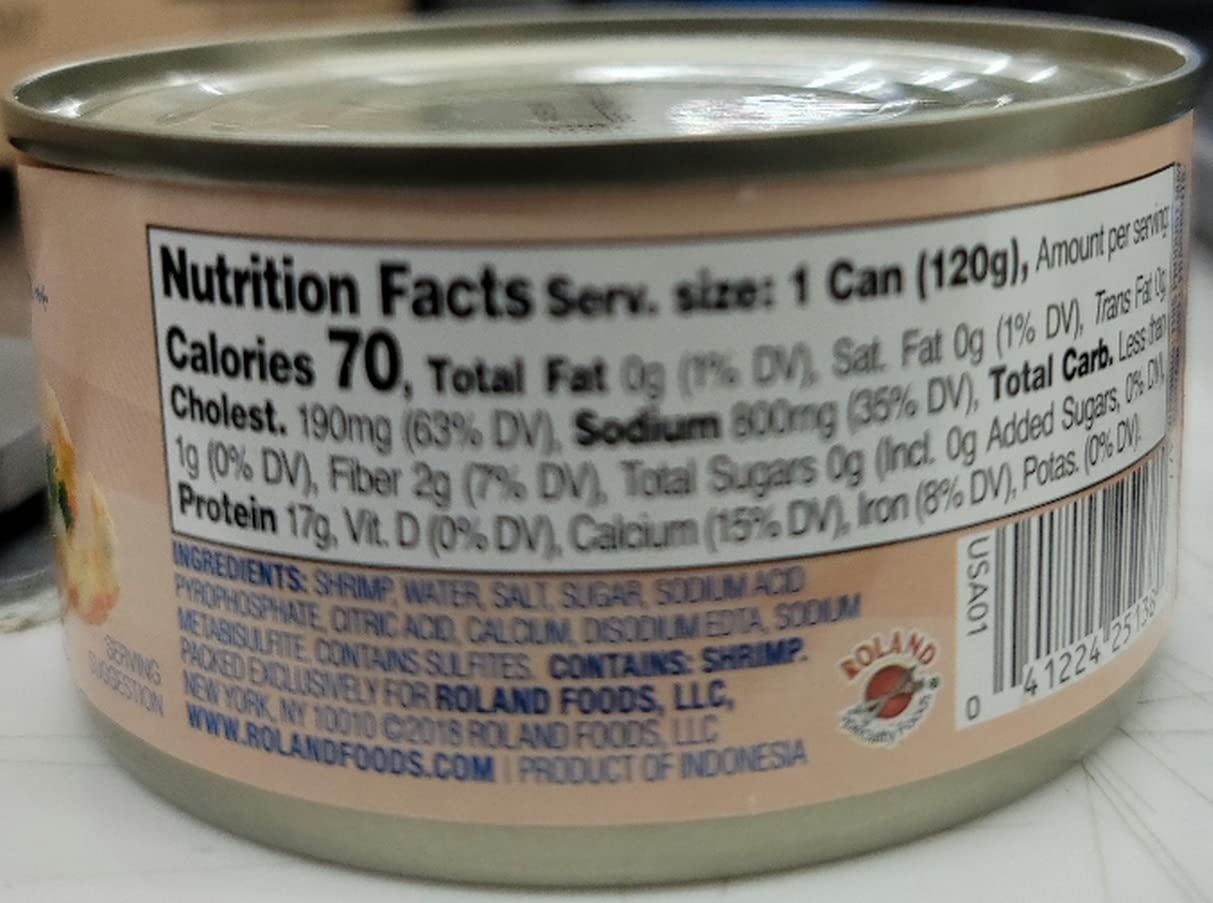 Nutrition Facts Serv. size: 1 Can (120g), Amount per serving:
Calories 70, Total Fat 0g (1% DV), Sat. Fat 0g (1% DV), Trans Fat 0g
Cholest. 190mg (63% DV), Sodium 800mg (35% DV), Total Carb. Less than
1g (0% DV), Fiber 2g (7% DV), Total Sugars 0g (Incl. 0g Added Sugars, 0% DV),
Protein 17g, Vit. D (0% DV), Calcium (15% DV), Iron (8% DV), Potas. (0% DV).
INGREDIENTS: SHRIMP, WATER, SALT, SUGAR, SODIUM ACID
PYROPHOSPHATE, CITRIC ACID, CALCIUM, DISODIUM EDTA, SODIUM
METABISULFITE, CONTAINS SULFITES. CONTAINS: SHRIMP.
PACKED EXCLUSIVELY FOR ROLAND FOODS, LLC,
NEW YORK, NY 10010 ©2018 ROLAND FOODS, LLC
WWW.ROLANDFOODS.COM | PRODUCT OF INDONESIA
SERVING
SUGGESTION
ROLAND
Specialty Foods
USA01
0 41224 25138